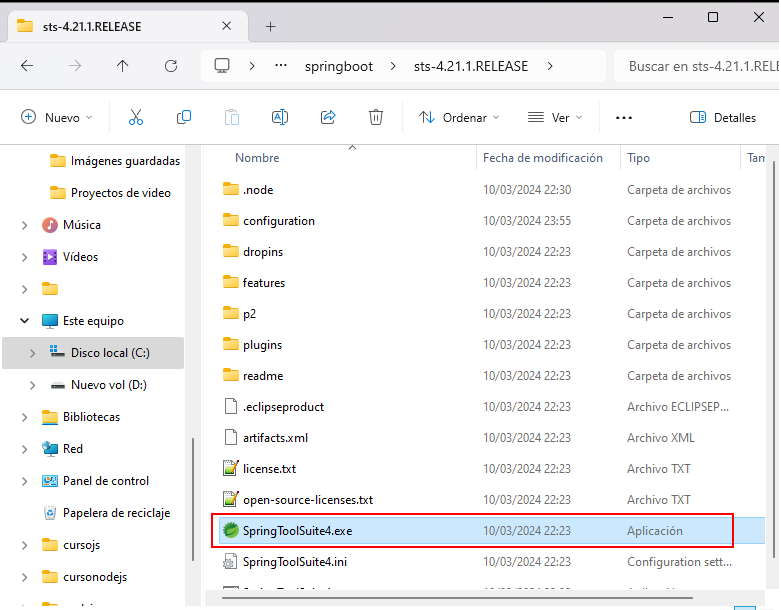 sts-4.21.1.RELEASE
springboot
sts-4.21.1.RELEASE
Buscar en sts-4.21.1.REL
Nuevo
Ordenar
Ver
Detalles
Imágenes guardadas
Proyectos de video
Música
Vídeos
Este equipo
Disco local (C:)
Nuevo vol (D:)
Bibliotecas
Red
Panel de control
Papelera de reciclaje
cursojs
cursonodejs
Nombre Fecha de modificación Tipo Tam
.node 10/03/2024 22:30 Carpeta de archivos
configuration 10/03/2024 23:55 Carpeta de archivos
dropins 10/03/2024 22:23 Carpeta de archivos
features 10/03/2024 22:23 Carpeta de archivos
p2 10/03/2024 22:23 Carpeta de archivos
plugins 10/03/2024 22:23 Carpeta de archivos
readme 10/03/2024 22:23 Carpeta de archivos
.eclipseproduct 10/03/2024 22:23 Archivo ECLIPSEP...
artifacts.xml 10/03/2024 22:23 Archivo XML
license.txt 10/03/2024 22:23 Archivo TXT
open-source-licenses.txt 10/03/2024 22:23 Archivo TXT
SpringToolSuite4.exe 10/03/2024 22:23 Aplicación
SpringToolSuite4.ini 10/03/2024 22:23 Configuration sett...